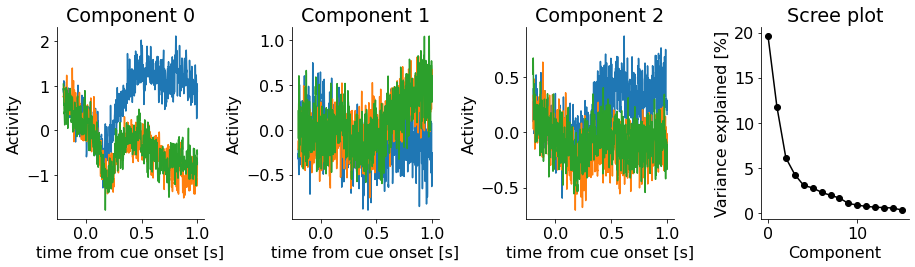 Component 0
Activity
2
1
0
−1
0.0 0.5 1.0
time from cue onset [s]
Component 1
Activity
1.0
0.5
0.0
−0.5
0.0 0.5 1.0
time from cue onset [s]
Component 2
Activity
0.5
0.0
−0.5
0.0 0.5 1.0
time from cue onset [s]
Scree plot
Variance explained [%]
20
15
10
5
0
0 10
Component